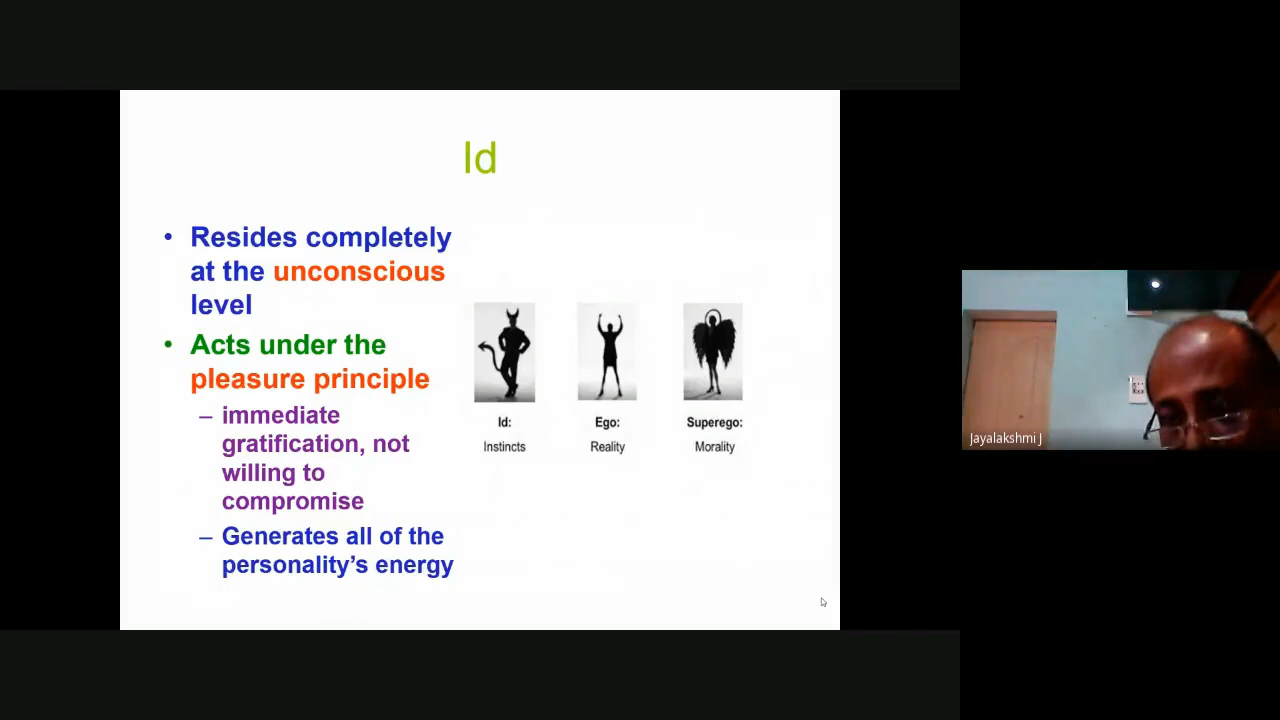 Id
• Resides completely
at the unconscious
level
• Acts under the
pleasure principle
– immediate
gratification, not
willing to
compromise
– Generates all of the
personality’s energy
Id:
Instincts
Ego:
Reality
Superego:
Morality
Jayalakshmi J